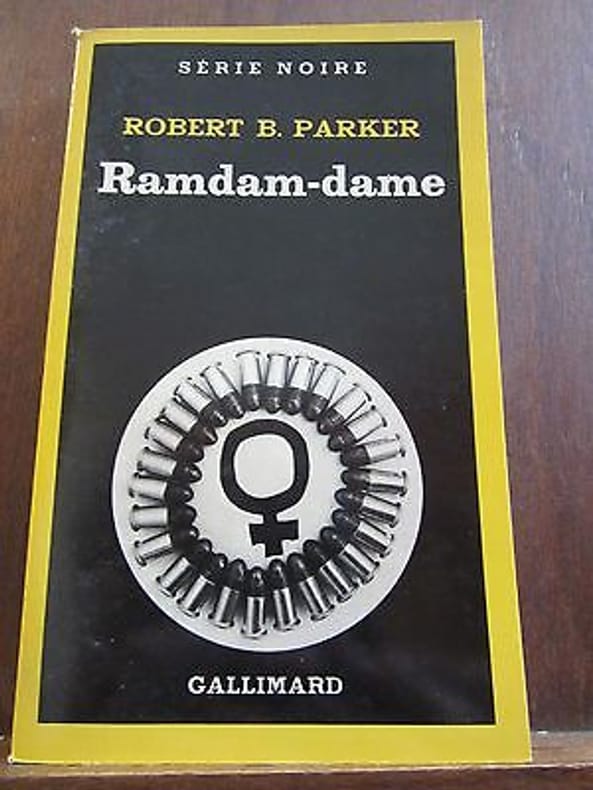 SÉRIE NOIRE
ROBERT B. PARKER
Ramdam-dame
GALLIMARD